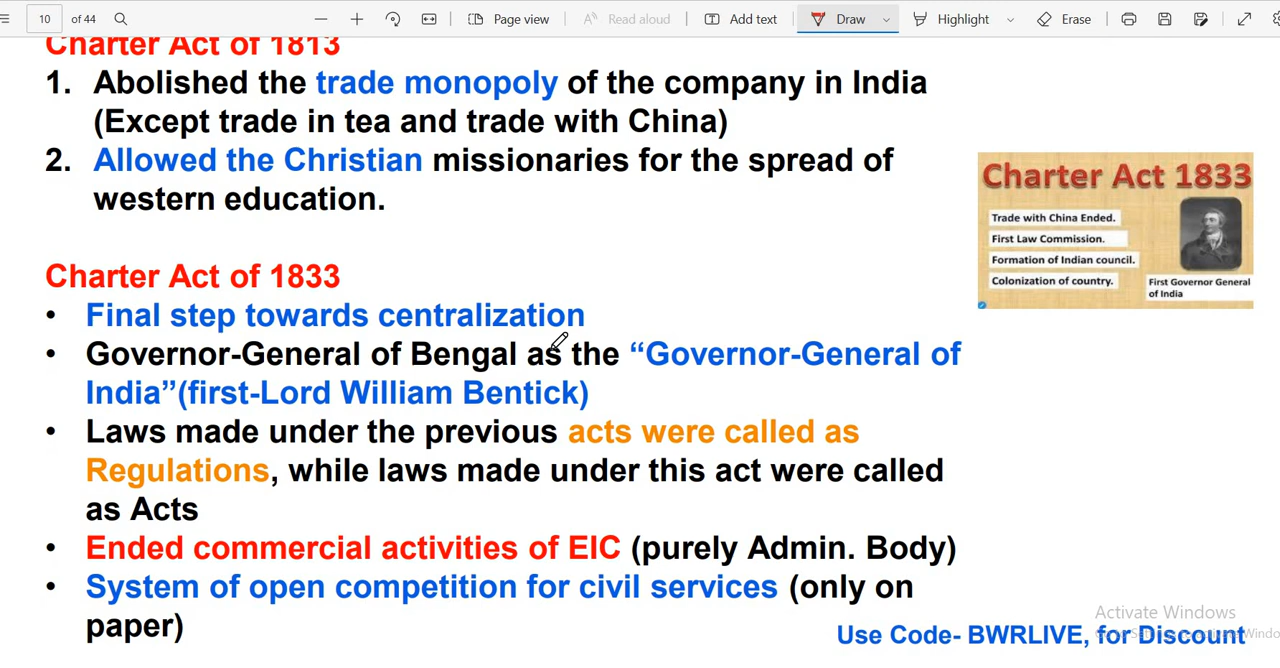 10 of 44 Page view Read aloud Add text Draw Highlight Erase
Charter Act of 1813
1. Abolished the trade monopoly of the company in India
(Except trade in tea and trade with China)
2. Allowed the Christian missionaries for the spread of
western education.
Charter Act 1833
Trade with China Ended.
First Law Commission.
Formation of Indian council.
Colonization of country.
First Governor General
of India
Charter Act of 1833
• Final step towards centralization
• Governor-General of Bengal as the “Governor-General of
India”(first-Lord William Bentick)
• Laws made under the previous acts were called as
Regulations, while laws made under this act were called
as Acts
• Ended commercial activities of EIC (purely Admin. Body)
• System of open competition for civil services (only on
paper)
Activate Windows
Use Code- BWRLIVE, for Discount